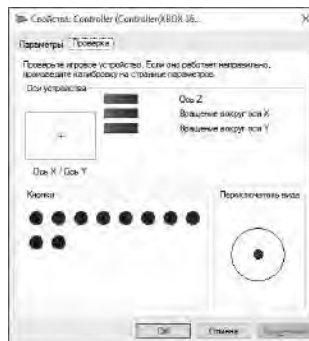 Свойства: Controller (Controller(XBOX 36...
Параметры Проверка
Проверьте игровое устройство. Если оно работает неправильно,
произведите калибровку на странице параметров.
Оси устройства
Ось Z
Вращение вокруг оси X
Вращение вокруг оси Y
Ось X / Ось Y
Кнопки
Переключатель вида
ОК
Отмена